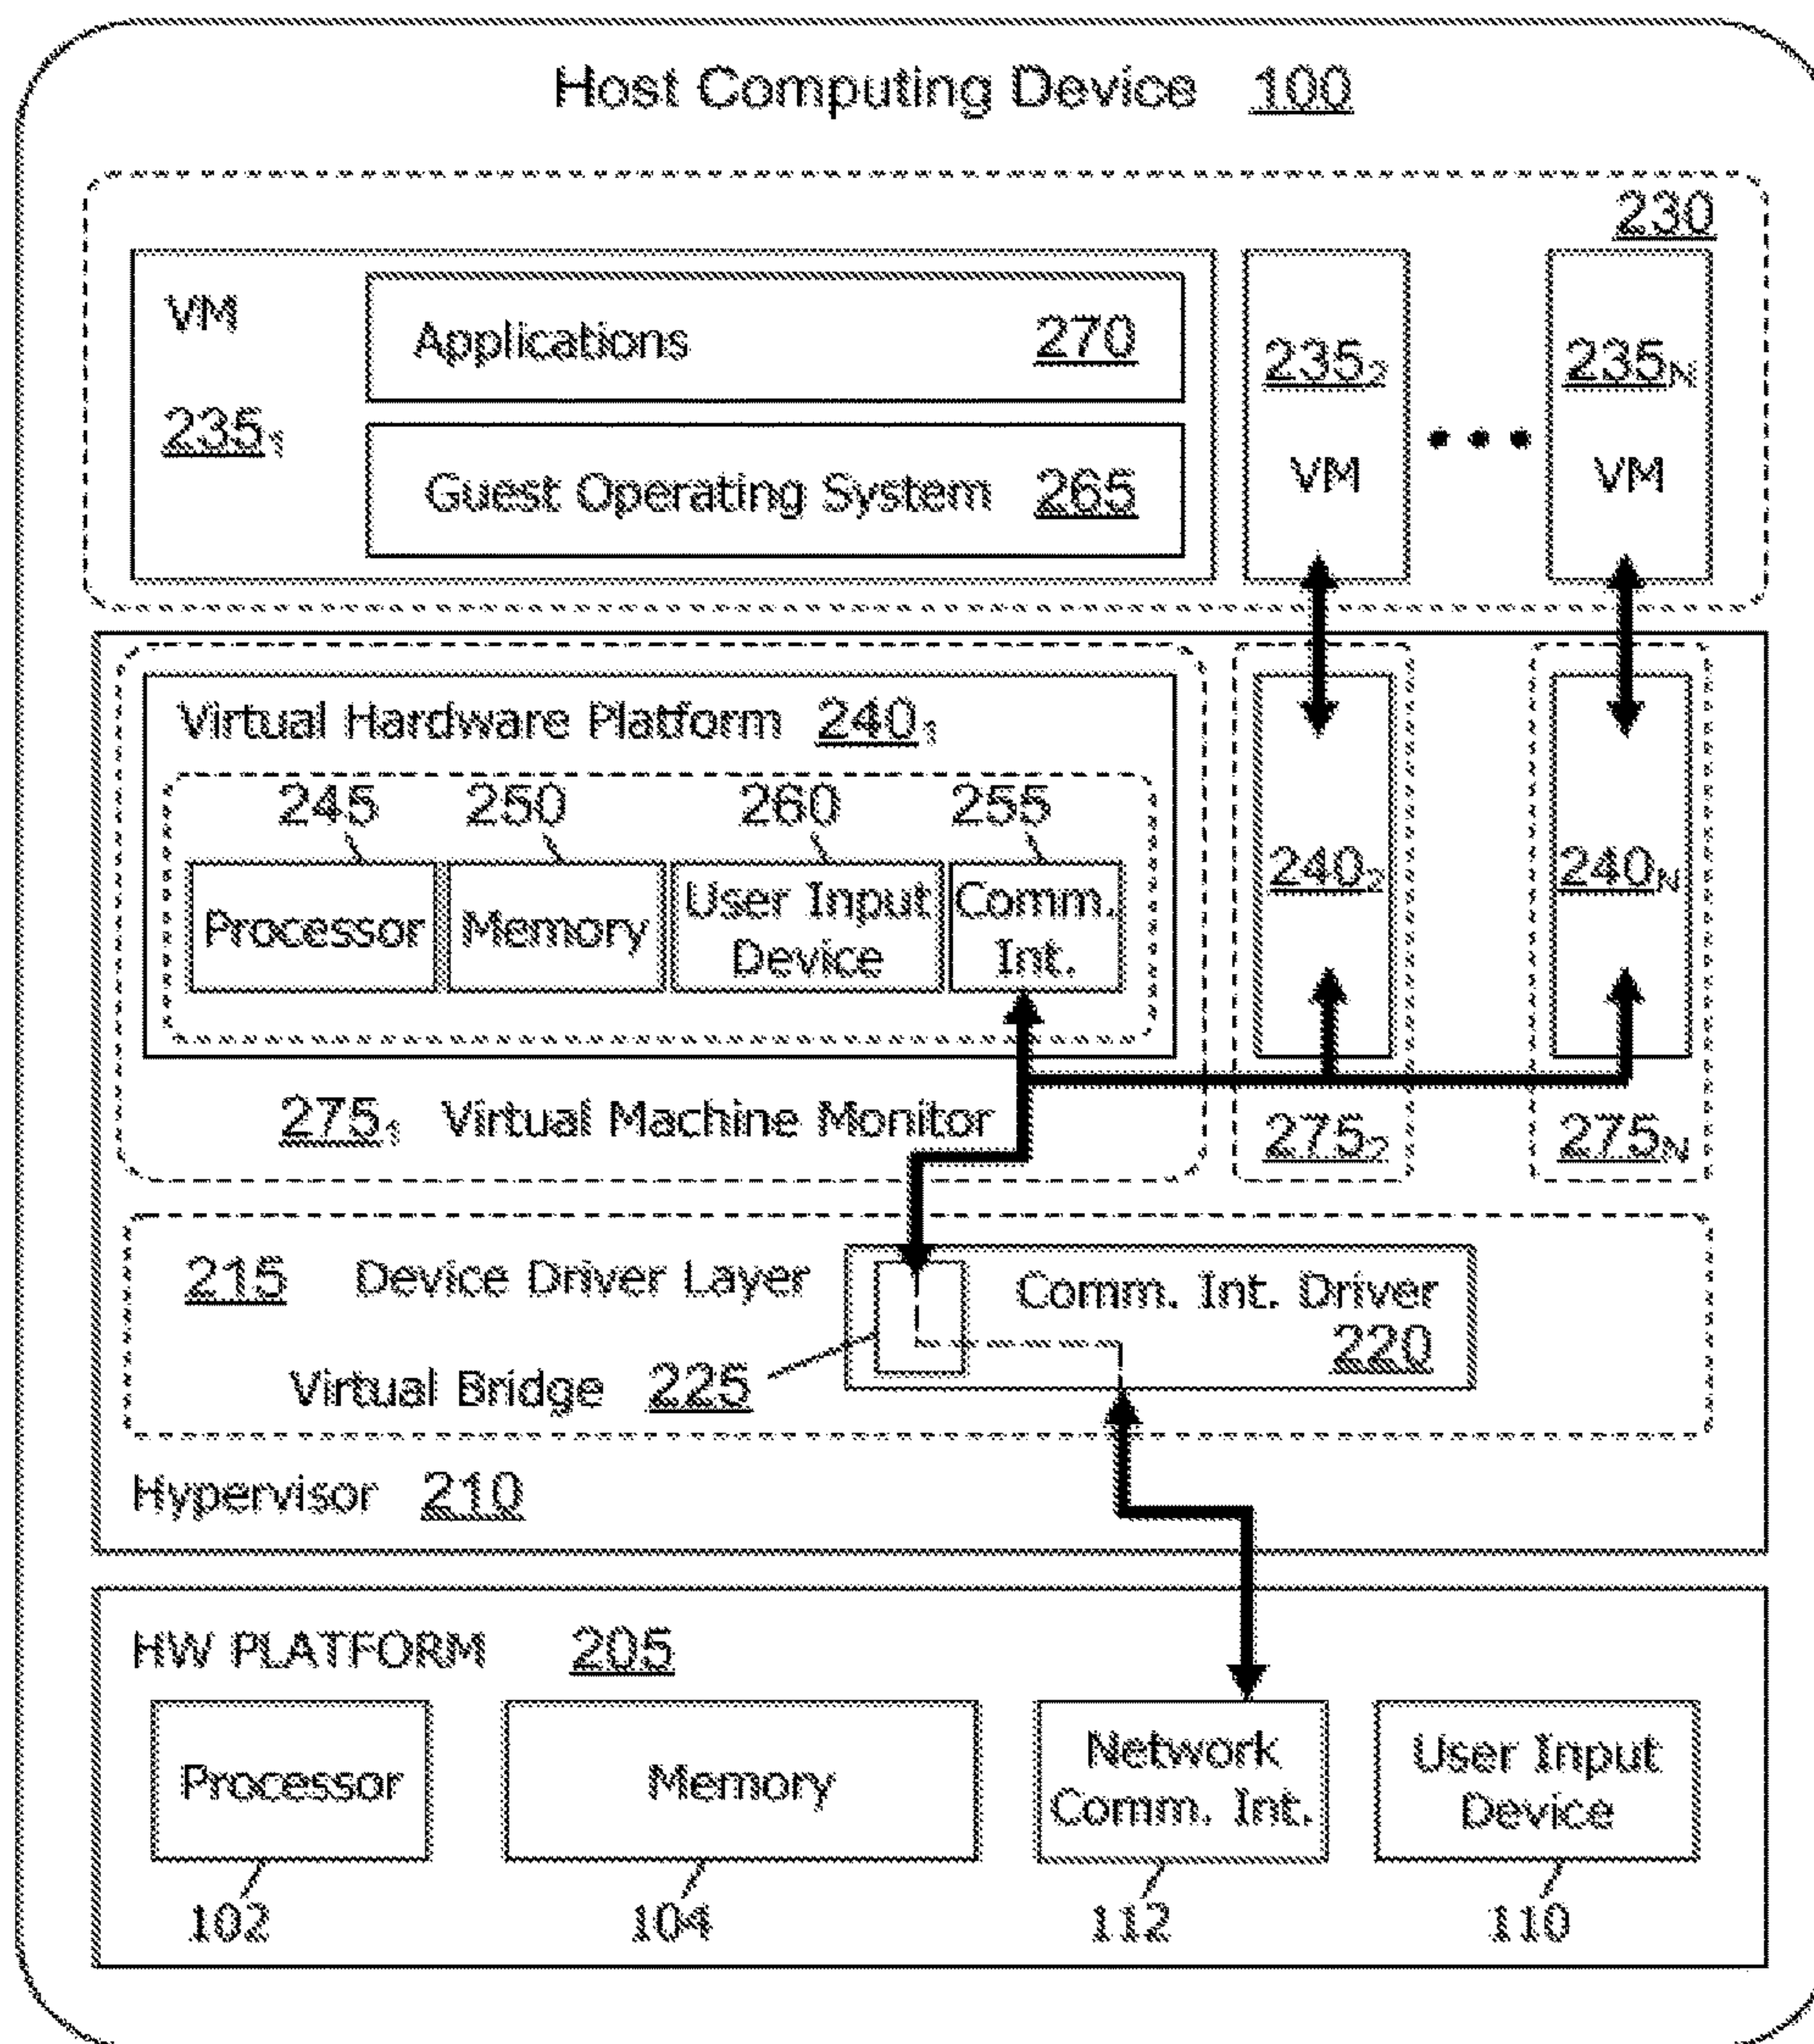 Host Computing Device 100
230
VM
235₁
Applications 270
Guest Operating System 265
235₂
VM
235N
VM
Virtual Hardware Platform 240₁
245 250 260 255
Processor
Memory
User Input
Device
Comm.
Int.
240₂
240N
275₁ Virtual Machine Monitor
275₂
275N
215 Device Driver Layer
Comm. Int. Driver
220
Virtual Bridge 225
Hypervisor 210
HW PLATFORM 205
Processor
Memory
Network
Comm. Int.
User Input
Device
102 104 112 110